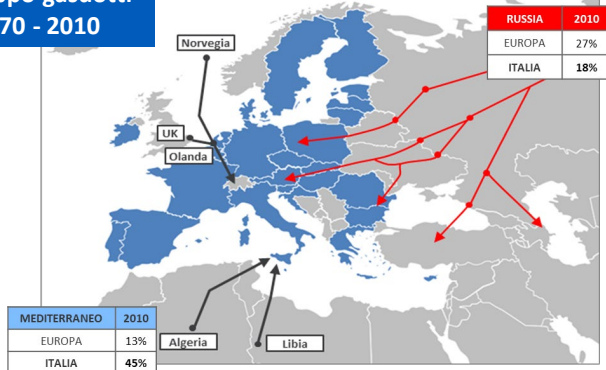 gasdotti
70 - 2010
RUSSIA 2010
EUROPA 27%
ITALIA 18%
Norvegia
UK
Olanda
MEDITERRANEO 2010
EUROPA 13%
ITALIA 45%
Algeria
Libia